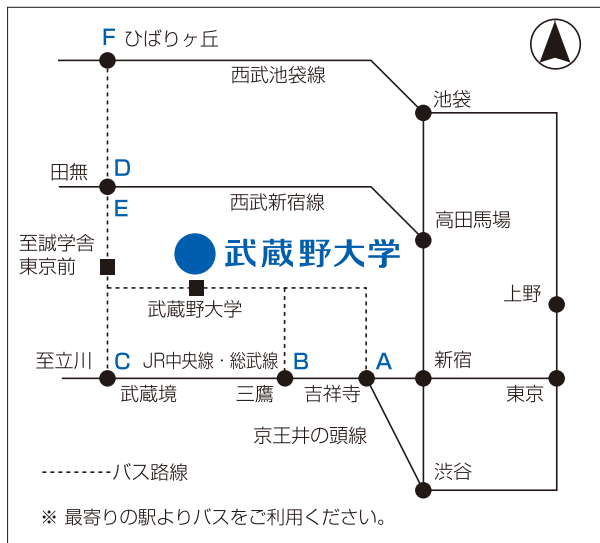 F ひばりヶ丘
西武池袋線
池袋
田無
D
E
西武新宿線
高田馬場
至誠学舎
東京前
武蔵野大学
武蔵野大学
上野
至立川
C
JR中央線・総武線
B
A
新宿
武蔵境
三鷹
吉祥寺
東京
京王井の頭線
バス路線
渋谷
※ 最寄りの駅よりバスをご利用ください。